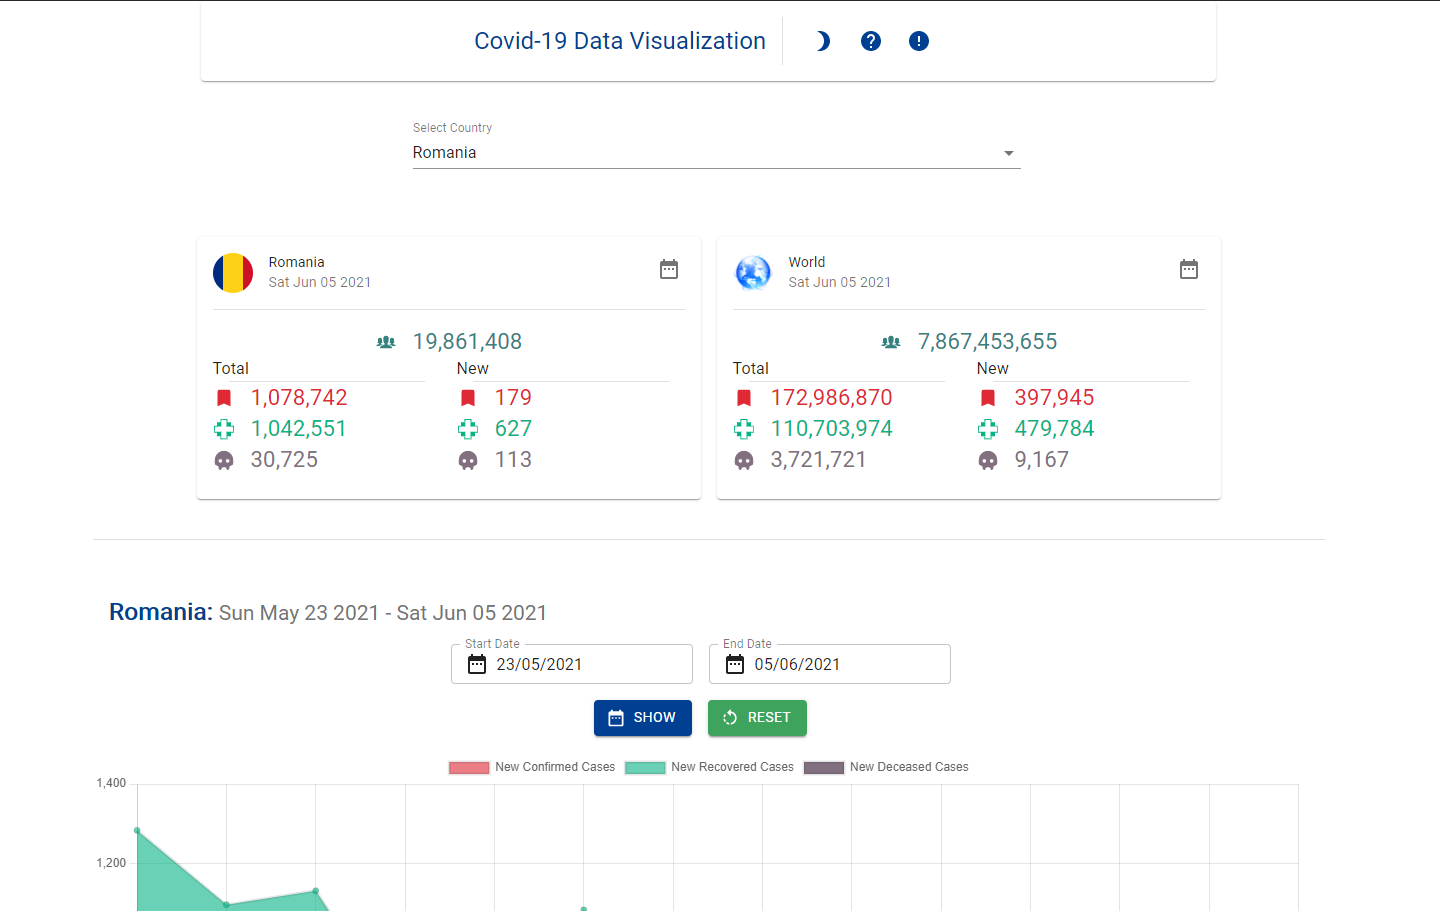 Covid-19 Data Visualization
Select Country
Romania
Romania
Sat Jun 05 2021
19,861,408
Total New
1,078,742 179
1,042,551 627
30,725 113
World
Sat Jun 05 2021
7,867,453,655
Total New
172,986,870 397,945
110,703,974 479,784
3,721,721 9,167
Romania: Sun May 23 2021 - Sat Jun 05 2021
Start Date End Date
23/05/2021 05/06/2021
SHOW RESET
New Confirmed Cases New Recovered Cases New Deceased Cases
1,400
1,200